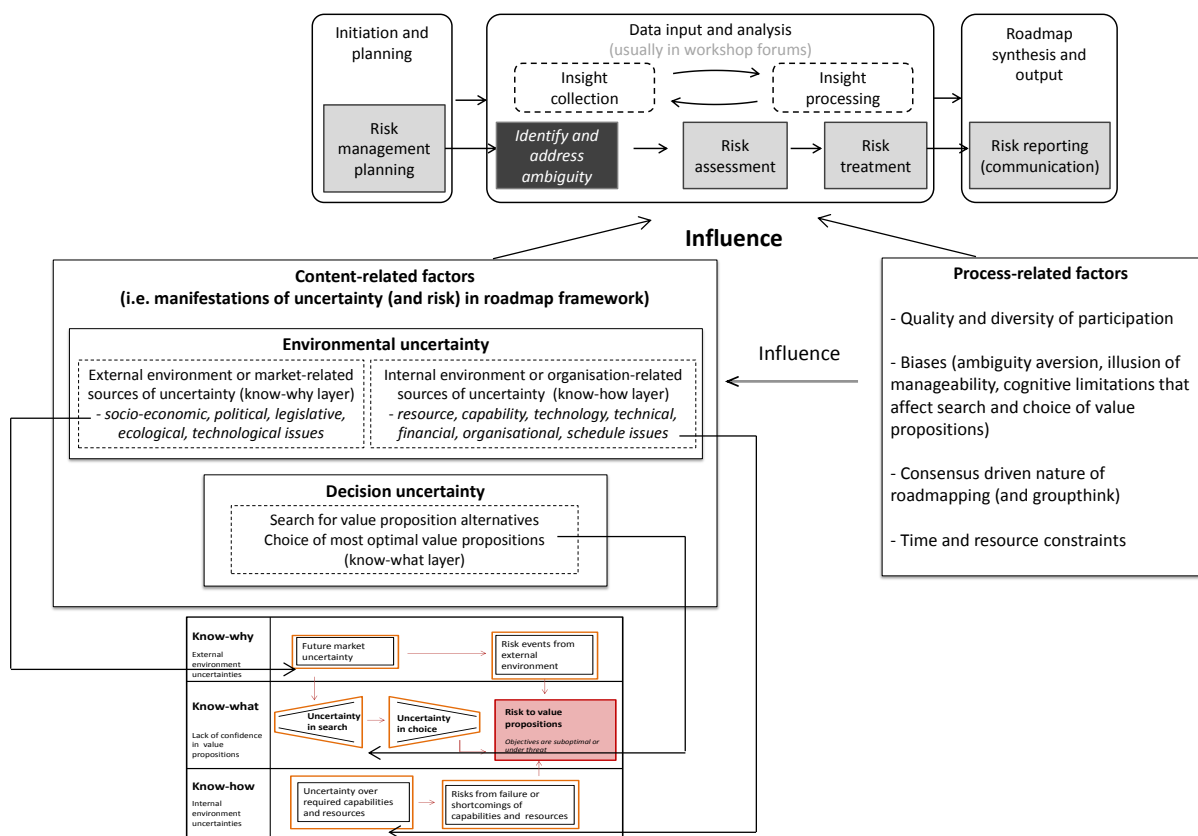 Initiation and
planning
Data input and analysis
(usually in workshop forums)
Roadmap
synthesis and
output
Insight
collection
Insight
processing
Risk
management
planning
Identify and
address
ambiguity
Risk
assessment
Risk
treatment
Risk reporting
(communication)
Influence
Content-related factors
(i.e. manifestations of uncertainty (and risk) in roadmap framework)
Environmental uncertainty
External environment or market-related
sources of uncertainty (know-why layer)
- socio-economic, political, legislative,
ecological, technological issues
Internal environment or organisation-related
sources of uncertainty (know-how layer)
- resource, capability, technology, technical,
financial, organisational, schedule issues
Decision uncertainty
Search for value proposition alternatives
Choice of most optimal value propositions
(know-what layer)
Influence
Process-related factors
- Quality and diversity of participation
- Biases (ambiguity aversion, illusion of
manageability, cognitive limitations that
affect search and choice of value
propositions)
- Consensus driven nature of
roadmapping (and groupthink)
- Time and resource constraints
Know-why
External
environment
uncertainties
Future market
uncertainty
Risk events from
external
environment
Know-what
Lack of confidence
in value
propositions
Uncertainty
in search
Uncertainty
in choice
Risk to value
propositions
Objectives are suboptimal or
under threat
Know-how
Internal
environment
uncertainties
Uncertainty over
required capabilities
and resources
Risks from failure or
shortcomings of
capabilities and resources